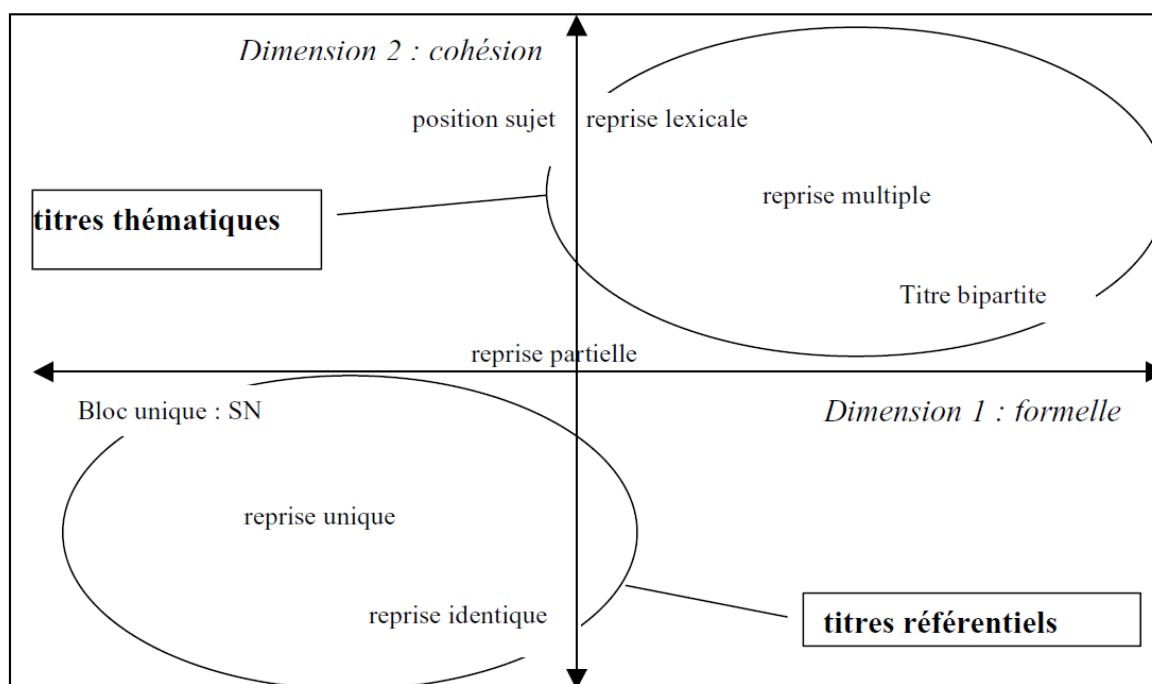 Dimension 2 : cohésion
position sujet
reprise lexicale
titres thématiques
reprise multiple
Titre bipartite
reprise partielle
Bloc unique : SN
Dimension 1 : formelle
reprise unique
reprise identique
titres référentiels